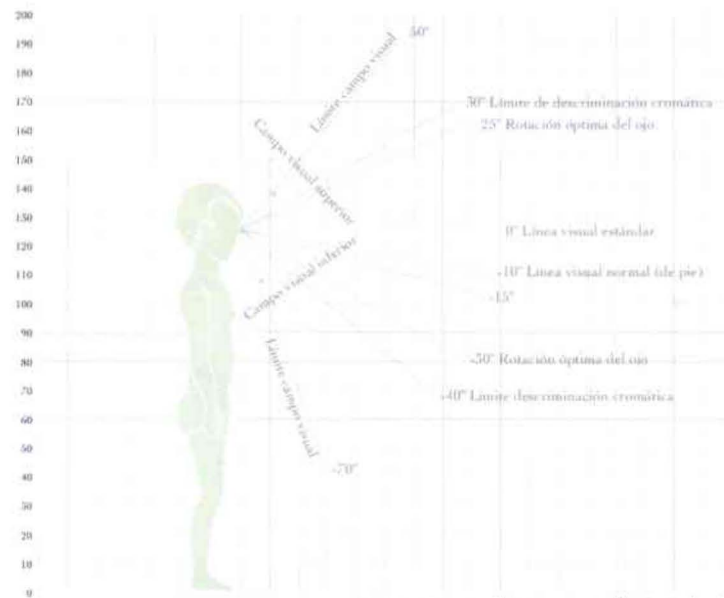 200
190
180
170
160
150
140
130
120
110
100
90
80
70
60
50
40
30
20
10
0
50°
Límite campo visual
30° Límite de descriminación cromática
25° Rotación óptima del ojo
Campo visual superior
0° Línea visual estándar
Campo visual inferior
-10° Línea visual normal (de pie)
-15°
-30° Rotación óptima del ojo
-40° Límite descriminación cromática
Límite campo visual
-70°